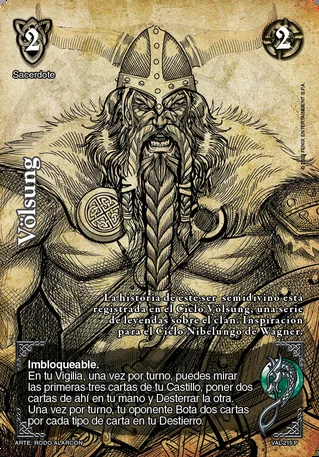 2
2
Sacerdote
Völsung
© 2023 FENIX ENTERTAINMENT S.P.A
La historia de este ser semidivino está
registrada en el Ciclo Volsung, una serie
de leyendas sobre el clan. Inspiración
para el Ciclo Nibelungo de Wagner.
Imbloqueable.
En tu Vigilia, una vez por turno, puedes mirar
las primeras tres cartas de tu Castillo, poner dos
cartas de ahí en tu mano y Desterrar la otra.
Una vez por turno, tu oponente Bota dos cartas
por cada tipo de carta en tu Destierro.
ARTE: RODO ALARCÓN